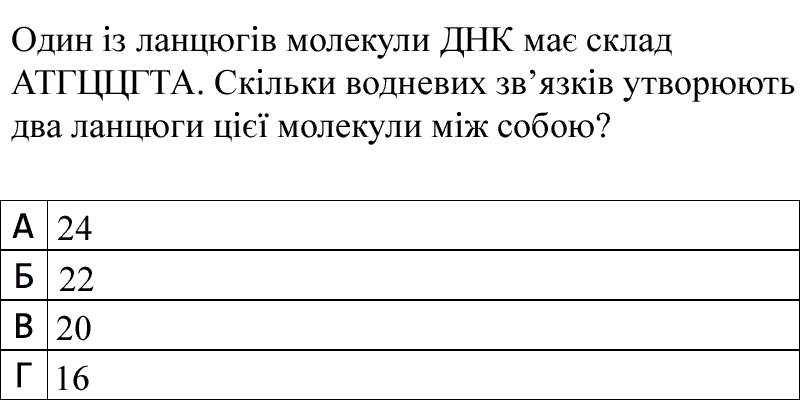 Один із ланцюгів молекули ДНК має склад
АТГЦЦГТА. Скільки водневих зв’язків утворюють
два ланцюги цієї молекули між собою?
А 24
Б 22
В 20
Г 16